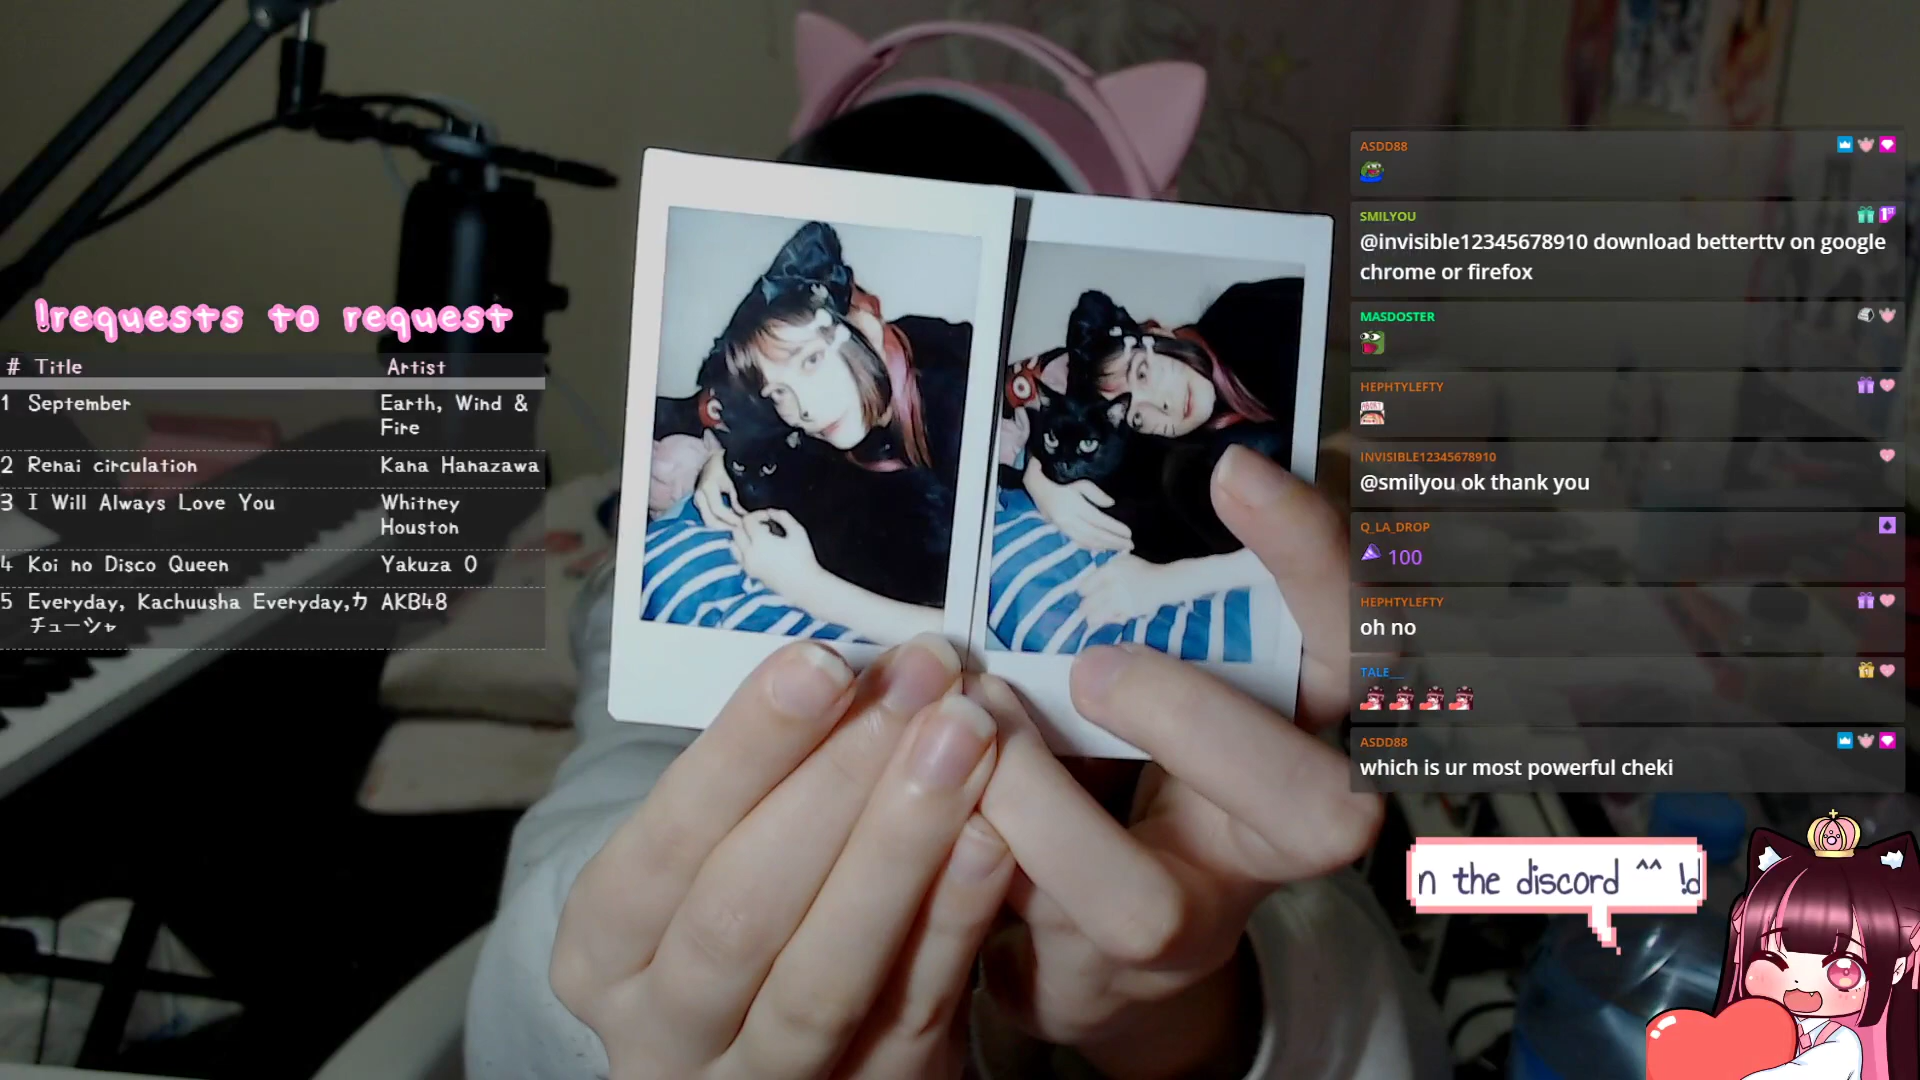 !requests to request
# Title Artist
1 September Earth, Wind &
Fire
2 Renai circulation Kana Hanazawa
3 I Will Always Love You Whitney
Houston
4 Koi no Disco Queen Yakuza 0
5 Everyday, Kachuusha Everyday,カ AKB48
チューシャ
ASDD88
SMILYOU
@invisible12345678910 download betterttv on google
chrome or firefox
MASDOSTER
HEPHTYLEFTY
INVISIBLE12345678910
@smilyou ok thank you
Q_LA_DROP
100
HEPHTYLEFTY
oh no
TALE__
ASDD88
which is ur most powerful cheki
n the discord ^^ !d